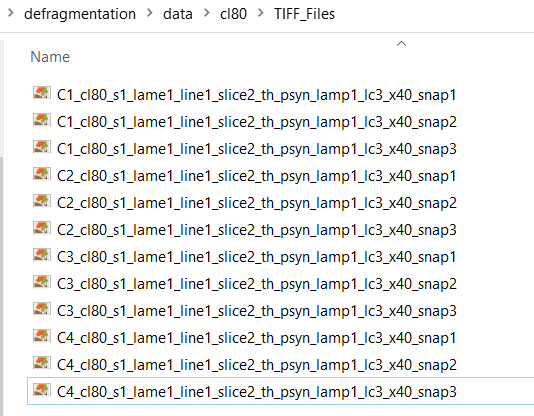 defragmentation > data > cl80 > TIFF_Files
Name
C1_cl80_s1_lame1_line1_slice2_th_psyn_lamp1_lc3_x40_snap1
C1_cl80_s1_lame1_line1_slice2_th_psyn_lamp1_lc3_x40_snap2
C1_cl80_s1_lame1_line1_slice2_th_psyn_lamp1_lc3_x40_snap3
C2_cl80_s1_lame1_line1_slice2_th_psyn_lamp1_lc3_x40_snap1
C2_cl80_s1_lame1_line1_slice2_th_psyn_lamp1_lc3_x40_snap2
C2_cl80_s1_lame1_line1_slice2_th_psyn_lamp1_lc3_x40_snap3
C3_cl80_s1_lame1_line1_slice2_th_psyn_lamp1_lc3_x40_snap1
C3_cl80_s1_lame1_line1_slice2_th_psyn_lamp1_lc3_x40_snap2
C3_cl80_s1_lame1_line1_slice2_th_psyn_lamp1_lc3_x40_snap3
C4_cl80_s1_lame1_line1_slice2_th_psyn_lamp1_lc3_x40_snap1
C4_cl80_s1_lame1_line1_slice2_th_psyn_lamp1_lc3_x40_snap2
C4_cl80_s1_lame1_line1_slice2_th_psyn_lamp1_lc3_x40_snap3